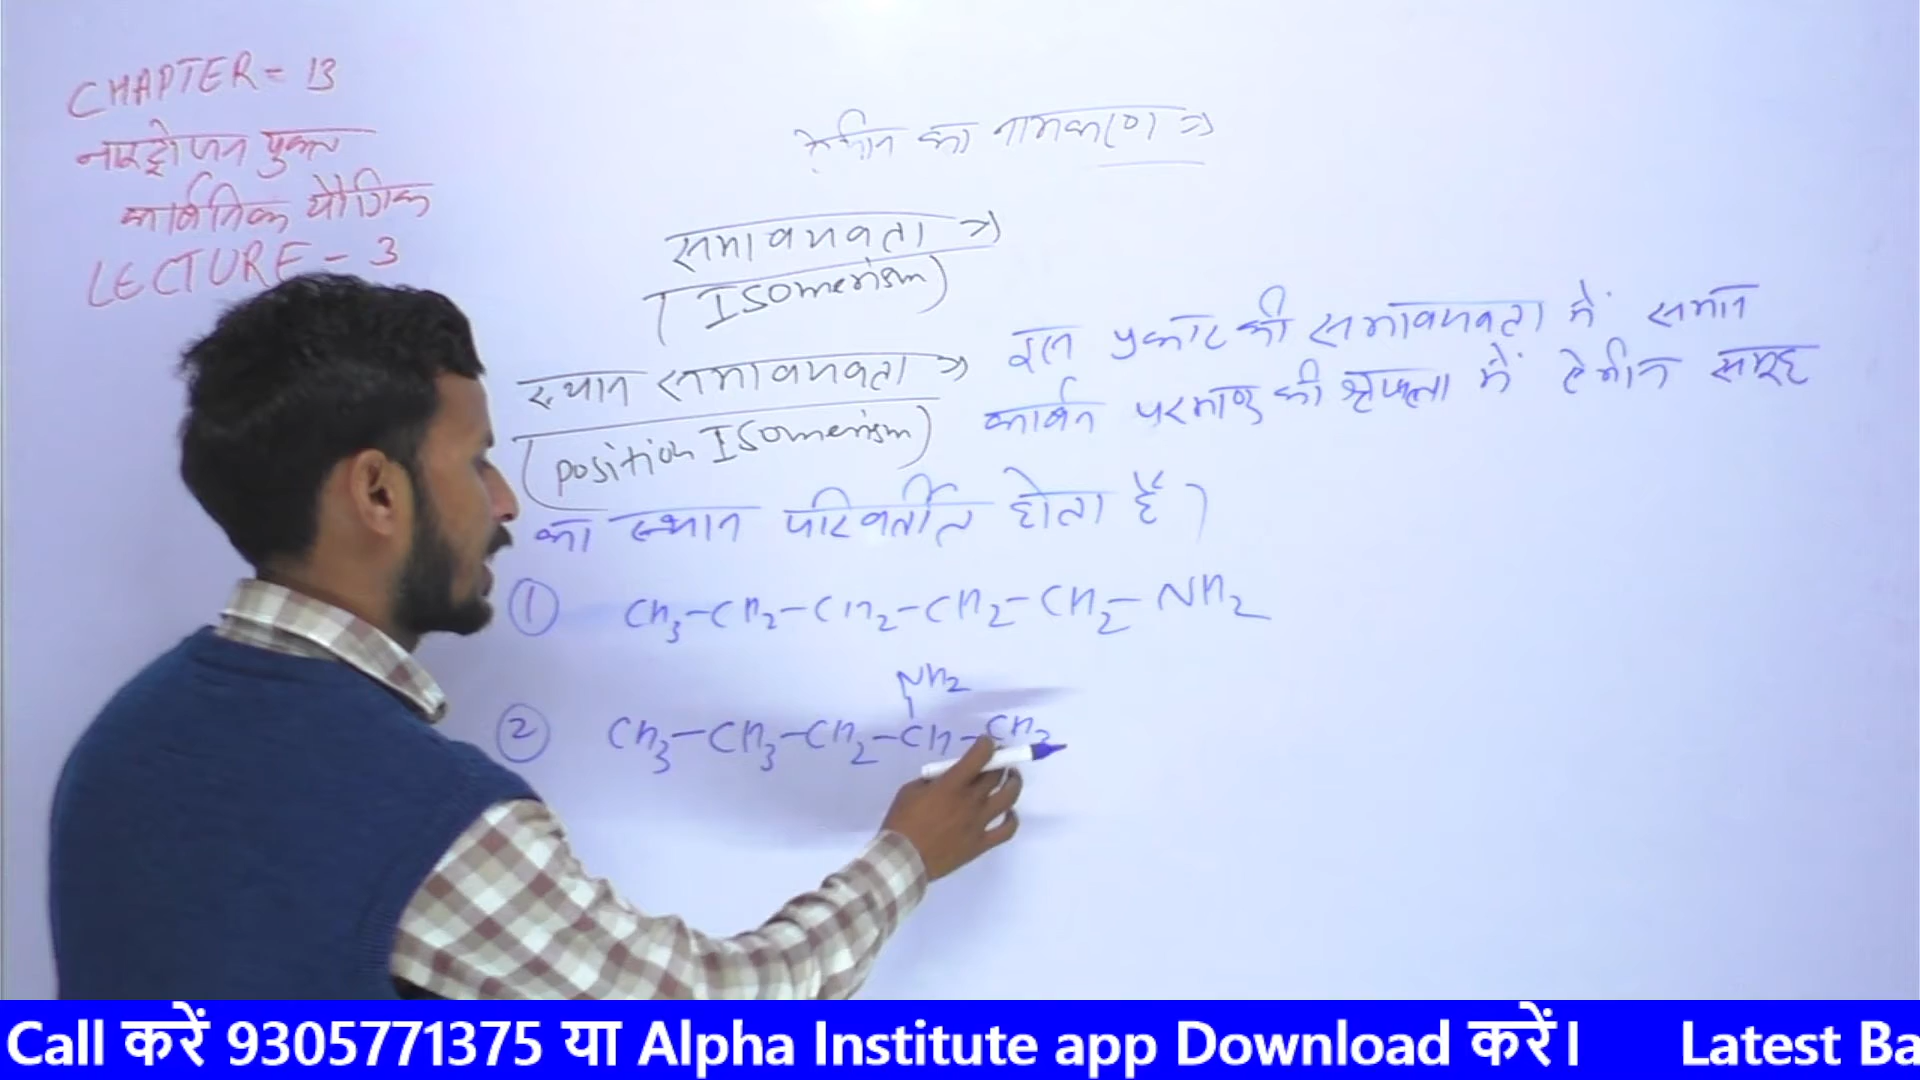 CHAPTER - 13
नाइट्रोजन युक्त
कार्बनिक यौगिक
LECTURE - 3
ऐमीन का नामकरण ⇒
समावयवता ⇒
(Isomerism)
स्थान समावयवता ⇒ इस प्रकार की समावयवता में समान
(position Isomerism) कार्बन परमाणु की श्रृंखला में ऐमीन समूह
का स्थान परिवर्तित होता है।
① CH₃-CH₂-CH₂-CH₂-CH₂-NH₂
NH₂
② CH₃-CH₃-CH₂-CH-CH₃
Call करें 9305771375 या Alpha Institute app Download करें। Latest Ba